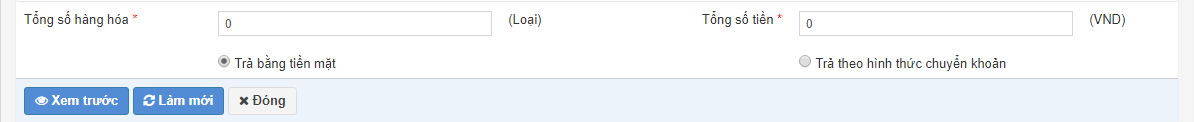 Tổng số hàng hóa * 0 (Loại) Tổng số tiền * 0 (VND)
Trả bằng tiền mặt Trả theo hình thức chuyển khoản
Xem trước Làm mới Đóng